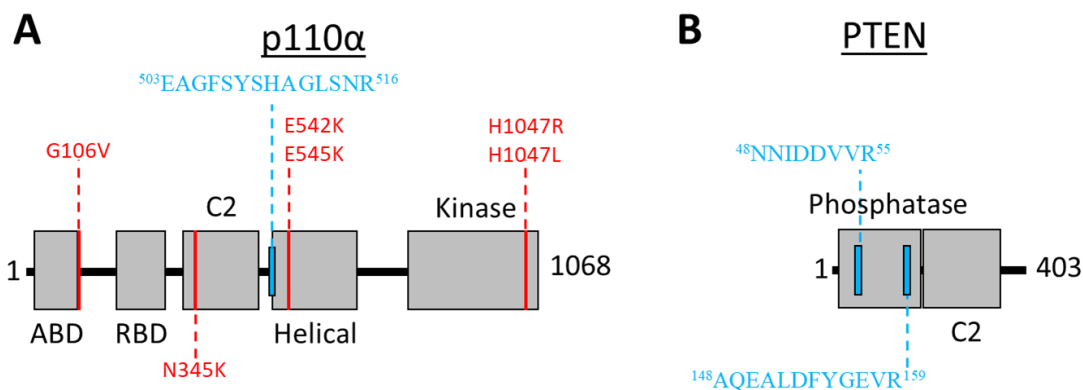 A
p110α
⁵⁰³EAGFSYSHAGLSNR⁵¹⁶
G106V
E542K
E545K
H1047R
H1047L
C2
Kinase
1
1068
ABD
RBD
Helical
N345K
B
PTEN
⁴⁸NNIDDVVR⁵⁵
Phosphatase
1
403
C2
¹⁴⁸AQEALDFYGEVR¹⁵⁹